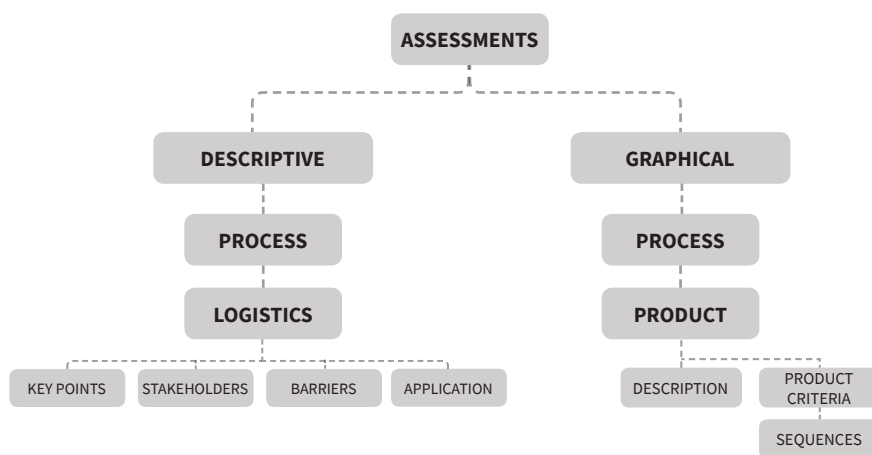 ASSESSMENTS
DESCRIPTIVE
GRAPHICAL
PROCESS
PROCESS
LOGISTICS
PRODUCT
KEY POINTS
STAKEHOLDERS
BARRIERS
APPLICATION
DESCRIPTION
PRODUCT
CRITERIA
SEQUENCES